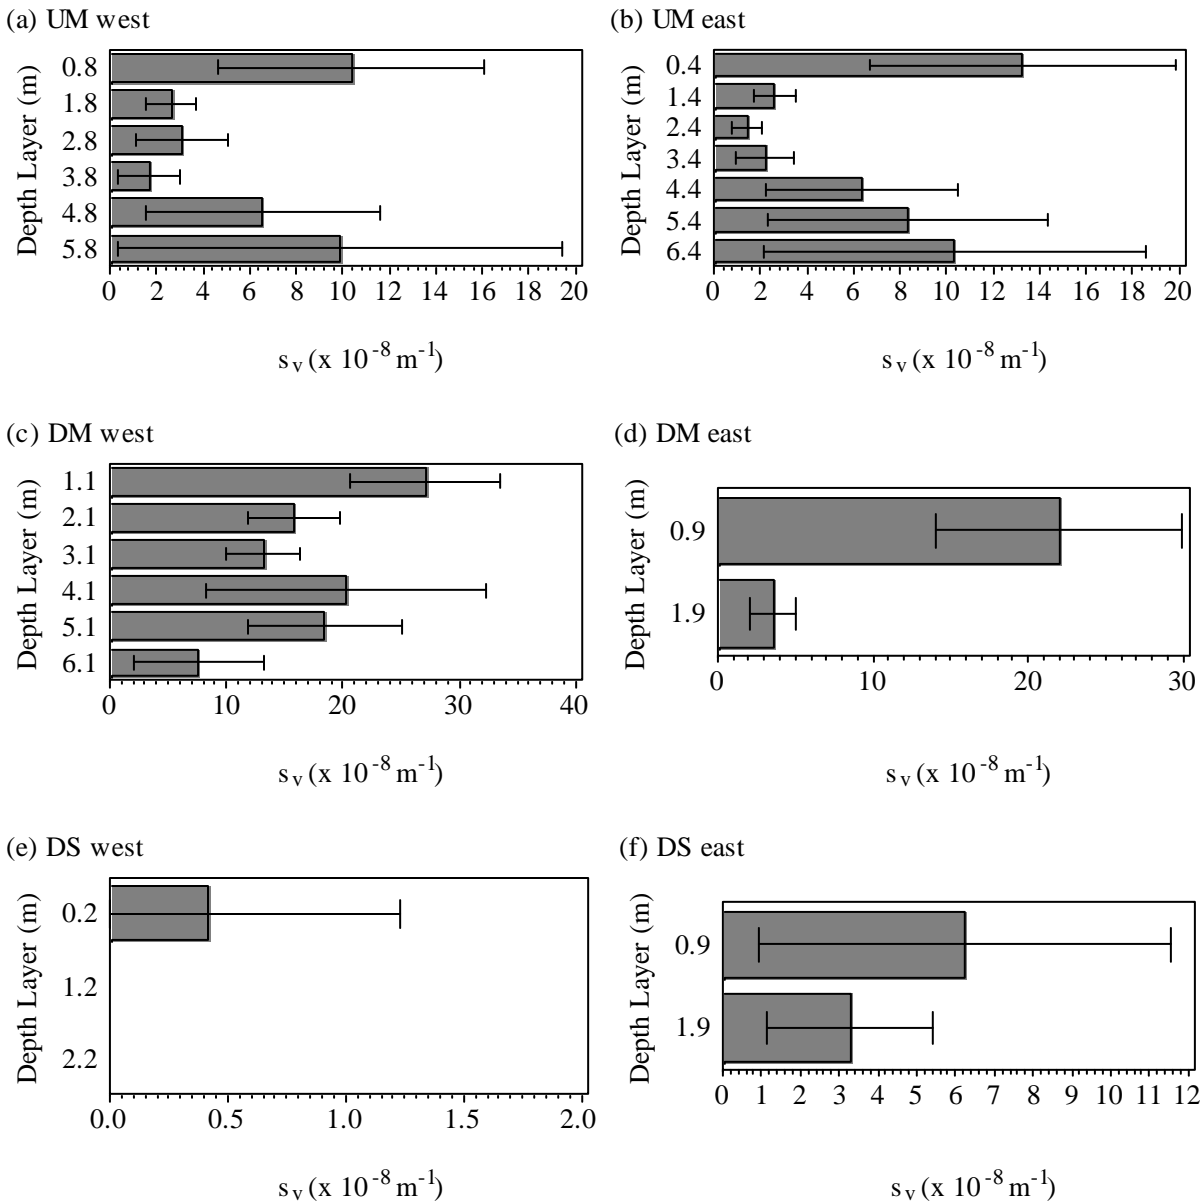 (a) UM west
Depth Layer (m)
0.8
1.8
2.8
3.8
4.8
5.8
0 2 4 6 8 10 12 14 16 18 20
s_v (x 10^-8 m^-1)
(b) UM east
Depth Layer (m)
0.4
1.4
2.4
3.4
4.4
5.4
6.4
0 2 4 6 8 10 12 14 16 18 20
s_v (x 10^-8 m^-1)
(c) DM west
Depth Layer (m)
1.1
2.1
3.1
4.1
5.1
6.1
0 10 20 30 40
s_v (x 10^-8 m^-1)
(d) DM east
Depth Layer (m)
0.9
1.9
0 10 20 30
s_v (x 10^-8 m^-1)
(e) DS west
Depth Layer (m)
0.2
1.2
2.2
0.0 0.5 1.0 1.5 2.0
s_v (x 10^-8 m^-1)
(f) DS east
Depth Layer (m)
0.9
1.9
0 1 2 3 4 5 6 7 8 9 10 11 12
s_v (x 10^-8 m^-1)